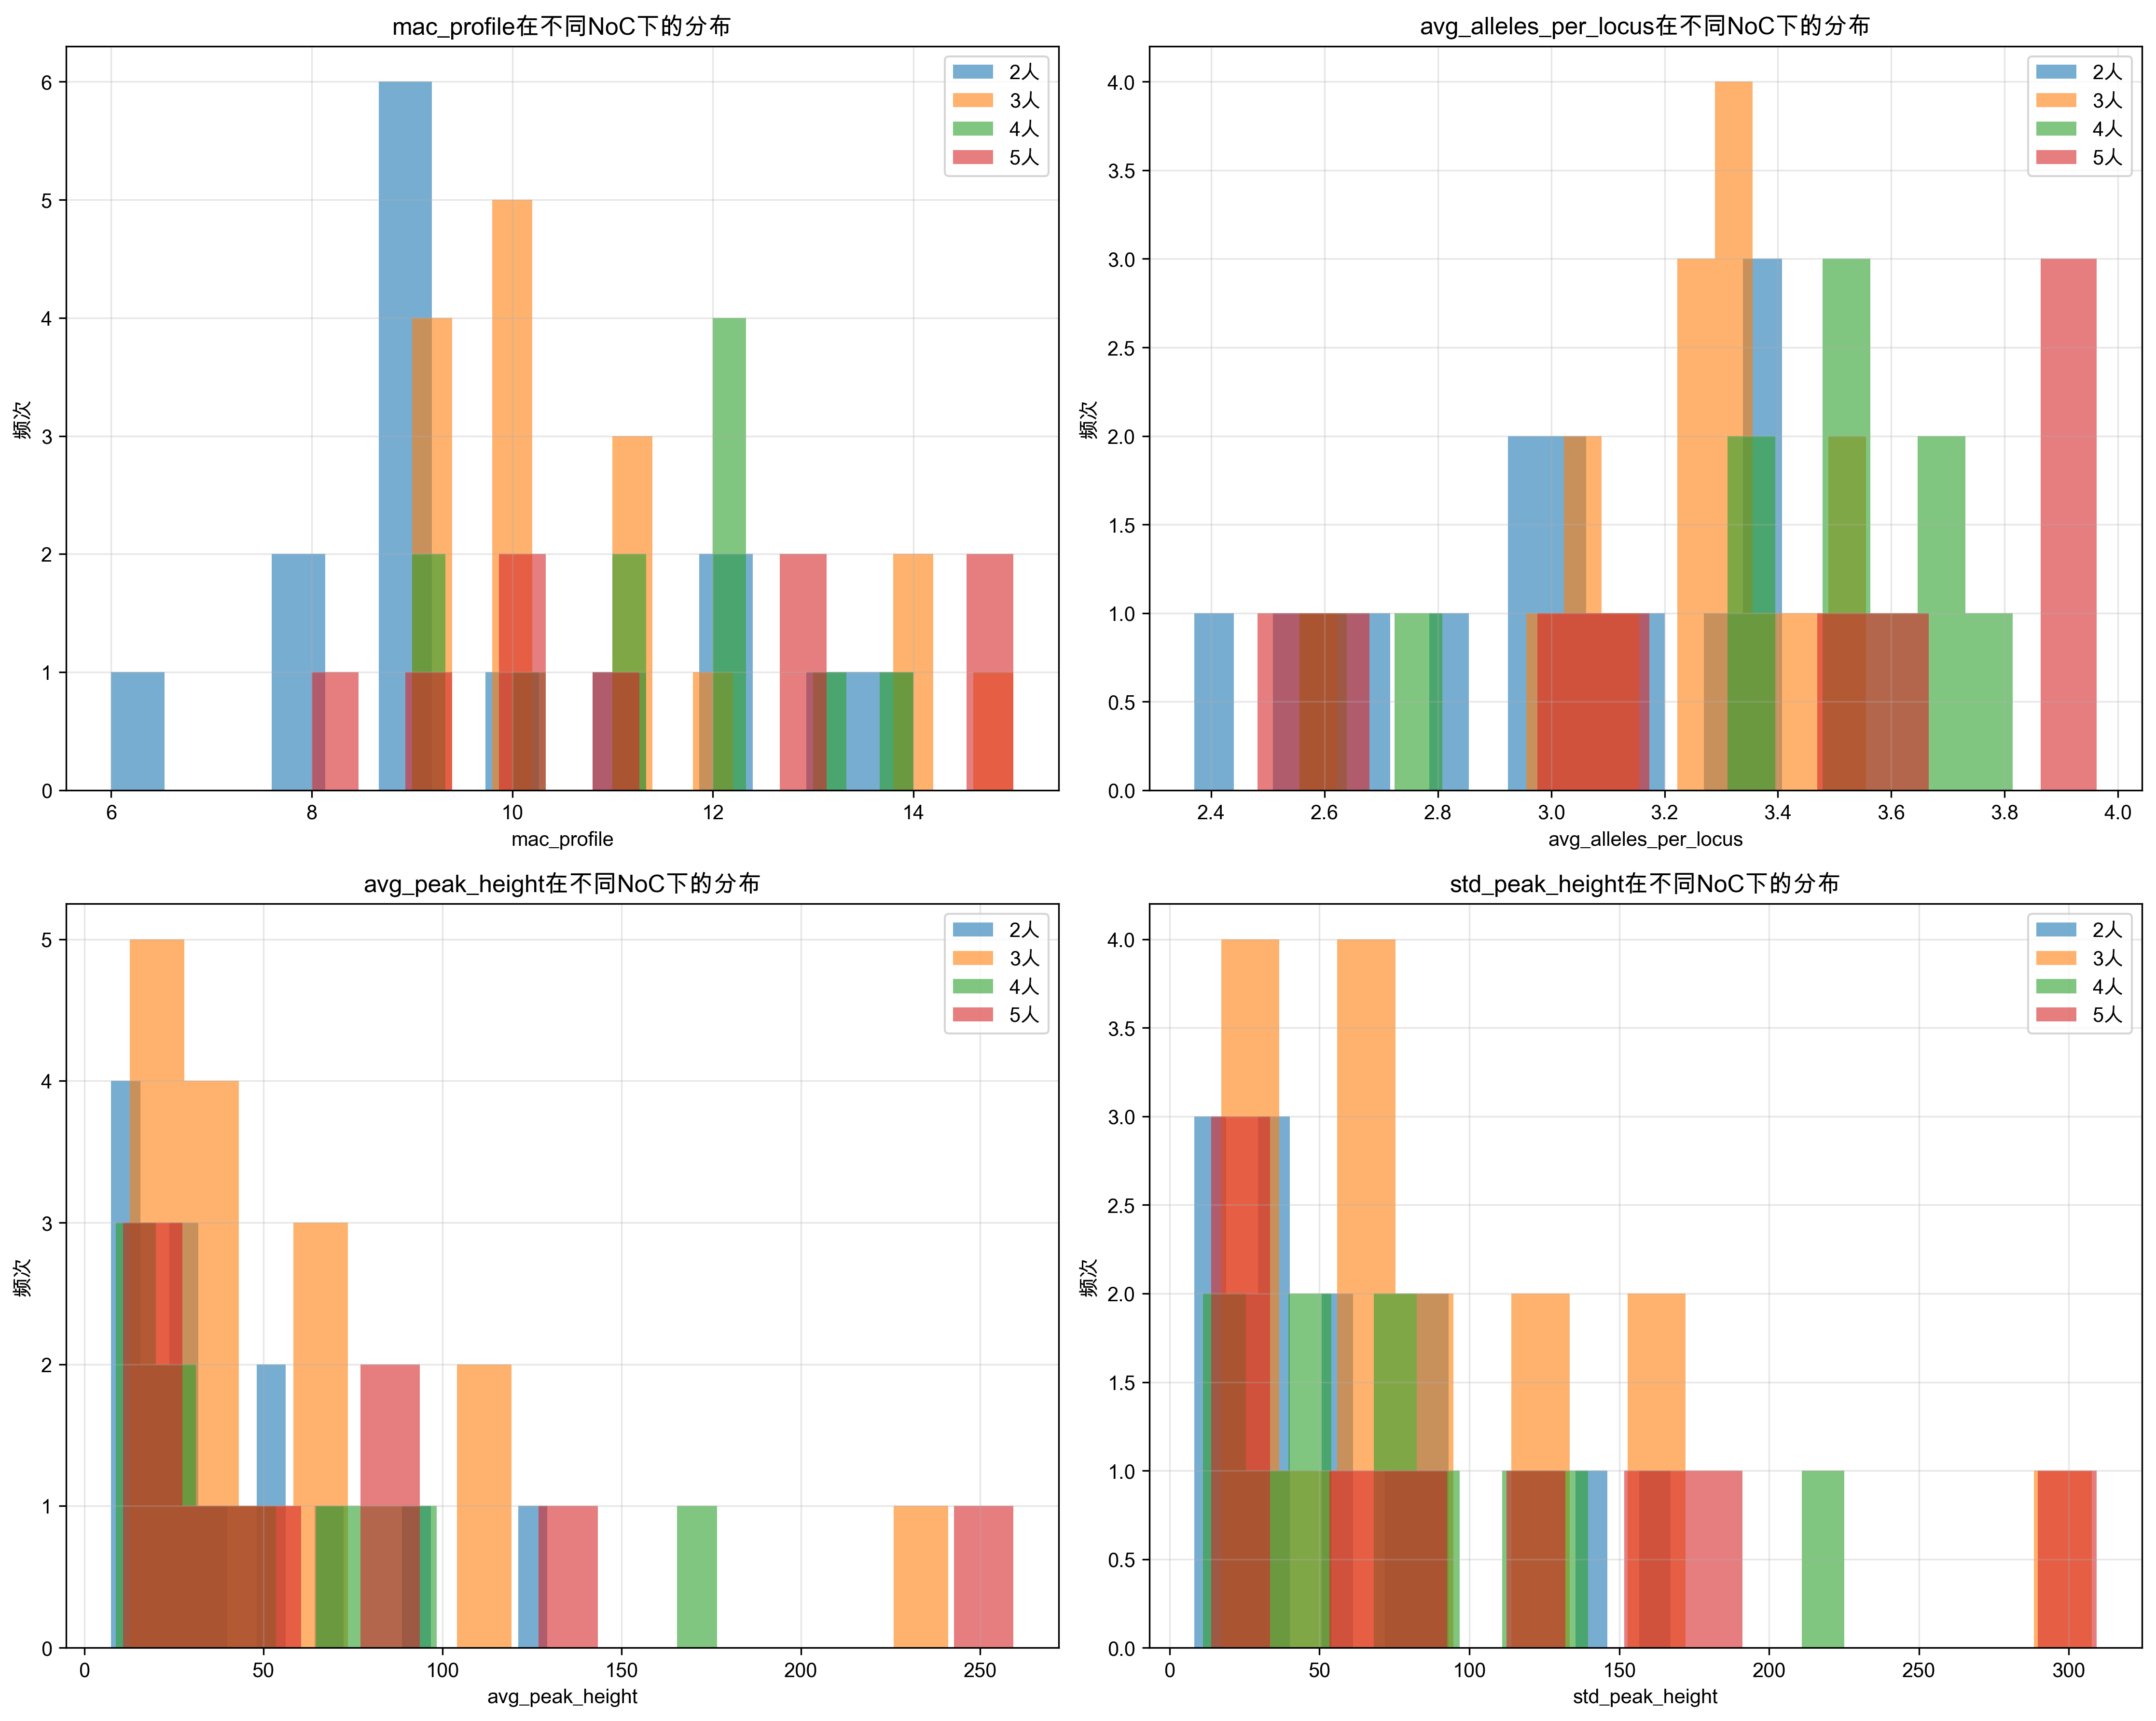 mac_profile在不同NoC下的分布
频次
6
5
4
3
2
1
0
6
8
10
12
14
mac_profile
2人
3人
4人
5人
avg_alleles_per_locus在不同NoC下的分布
频次
4.0
3.5
3.0
2.5
2.0
1.5
1.0
0.5
0.0
2.4
2.6
2.8
3.0
3.2
3.4
3.6
3.8
4.0
avg_alleles_per_locus
2人
3人
4人
5人
avg_peak_height在不同NoC下的分布
频次
5
4
3
2
1
0
0
50
100
150
200
250
avg_peak_height
2人
3人
4人
5人
std_peak_height在不同NoC下的分布
频次
4.0
3.5
3.0
2.5
2.0
1.5
1.0
0.5
0.0
0
50
100
150
200
250
300
std_peak_height
2人
3人
4人
5人